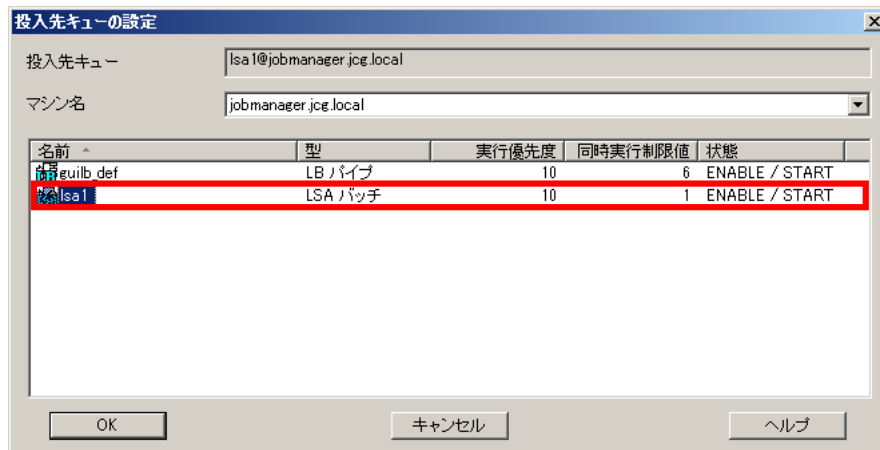 投入先キューの設定
投入先キュー lsa1@jobmanager.jcg.local
マシン名 jobmanager.jcg.local
名前 型 実行優先度 同時実行制限値 状態
guilb_def LB パイプ 10 6 ENABLE / START
lsa1 LSA バッチ 10 1 ENABLE / START
OK キャンセル ヘルプ